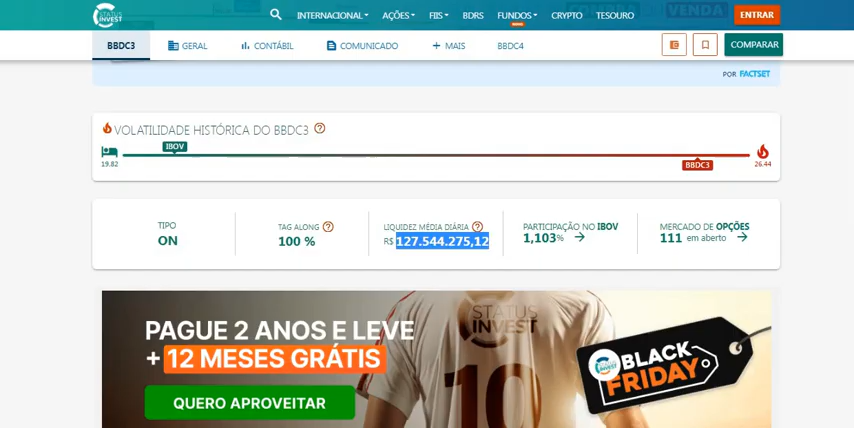 STATUS INVEST
INTERNACIONAL AÇÕES FIIS BDRS FUNDOS CRYPTO TESOURO ENTRAR
BBDC3 GERAL CONTÁBIL COMUNICADO + MAIS BBDC4 COMPARAR
POR FACTSET
VOLATILIDADE HISTÓRICA DO BBDC3 ?
IBOV
BBDC3
19.82 26.44
TIPO
ON
TAG ALONG ?
100 %
LIQUIDEZ MÉDIA DIÁRIA ?
R$ 127.544.275,12
PARTICIPAÇÃO NO IBOV
1,103% →
MERCADO DE OPÇÕES
111 em aberto →
PAGUE 2 ANOS E LEVE
+ 12 MESES GRÁTIS
QUERO APROVEITAR
STATUS
INVEST
10
STATUS
INVEST
BLACK
FRIDAY